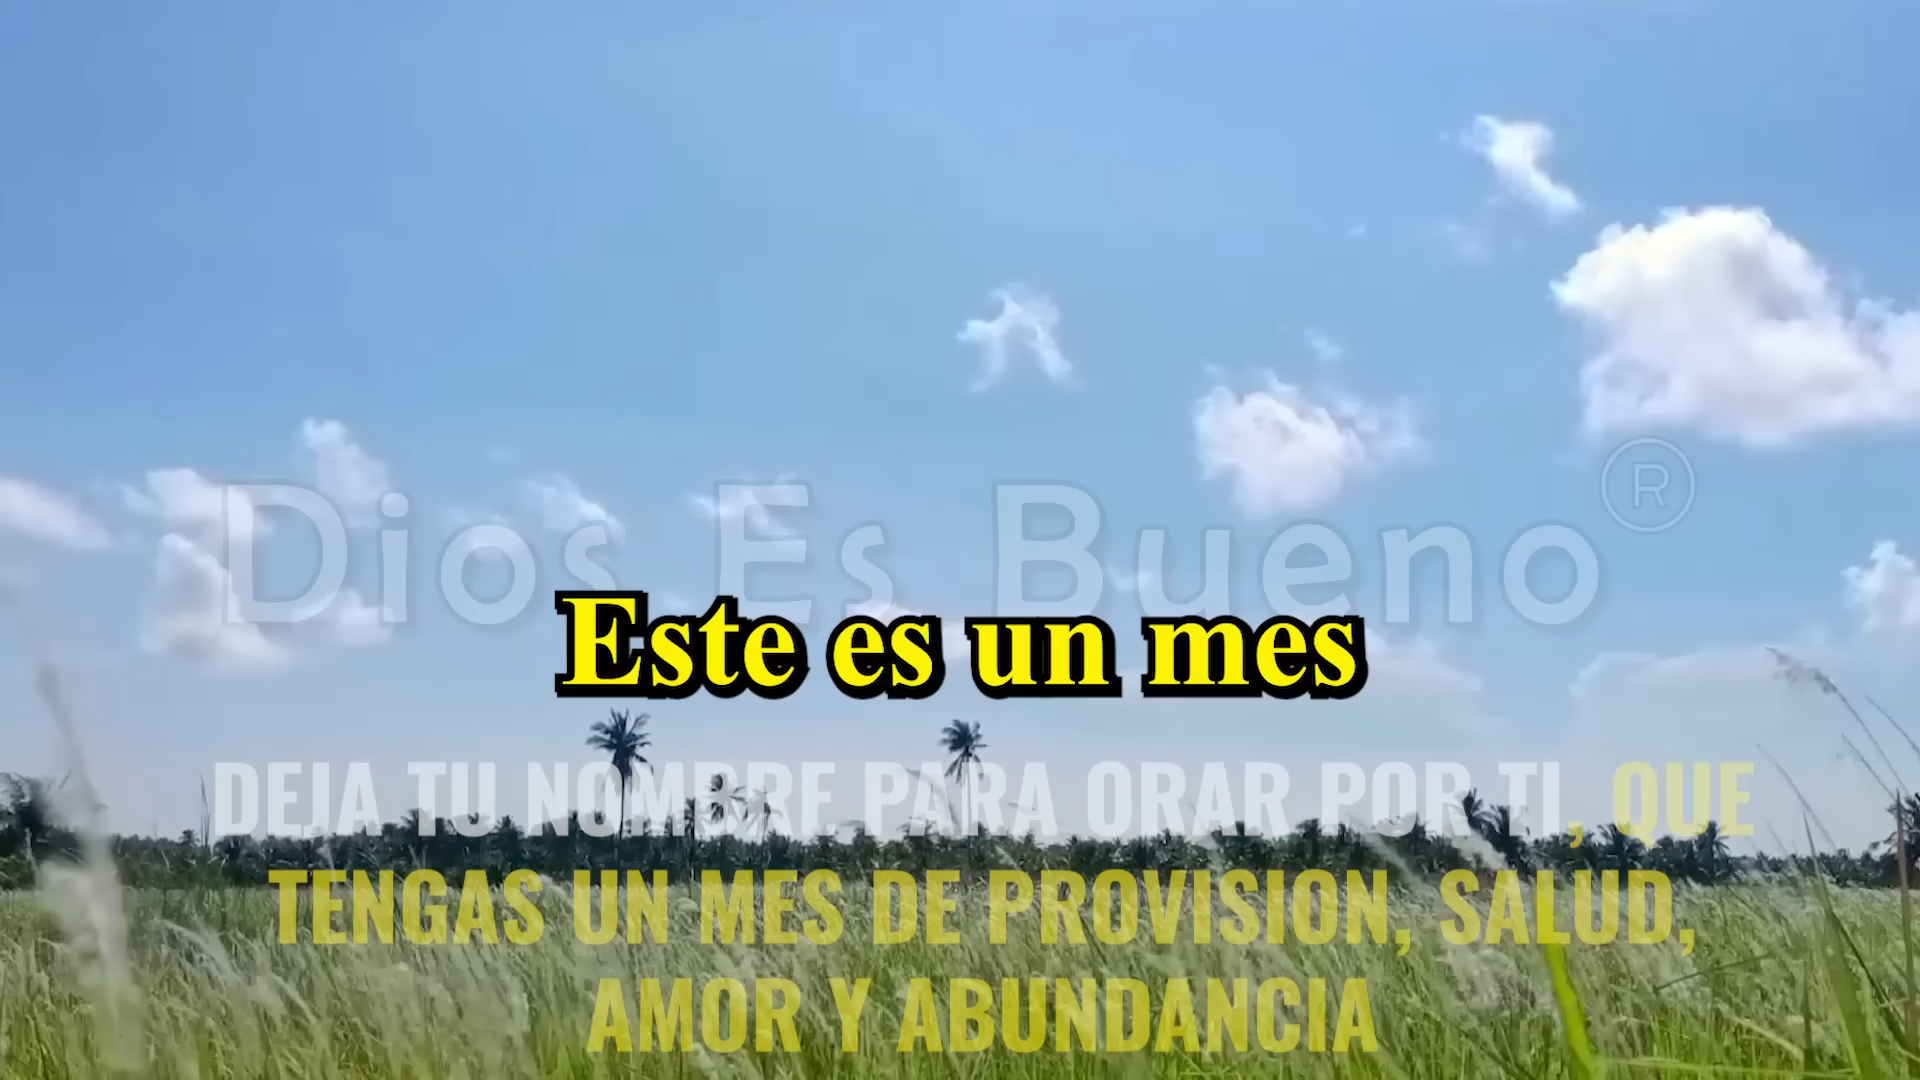 Dios Es Bueno®
Este es un mes
DEJA TU NOMBRE PARA ORAR POR TI, QUE
TENGAS UN MES DE PROVISION, SALUD,
AMOR Y ABUNDANCIA